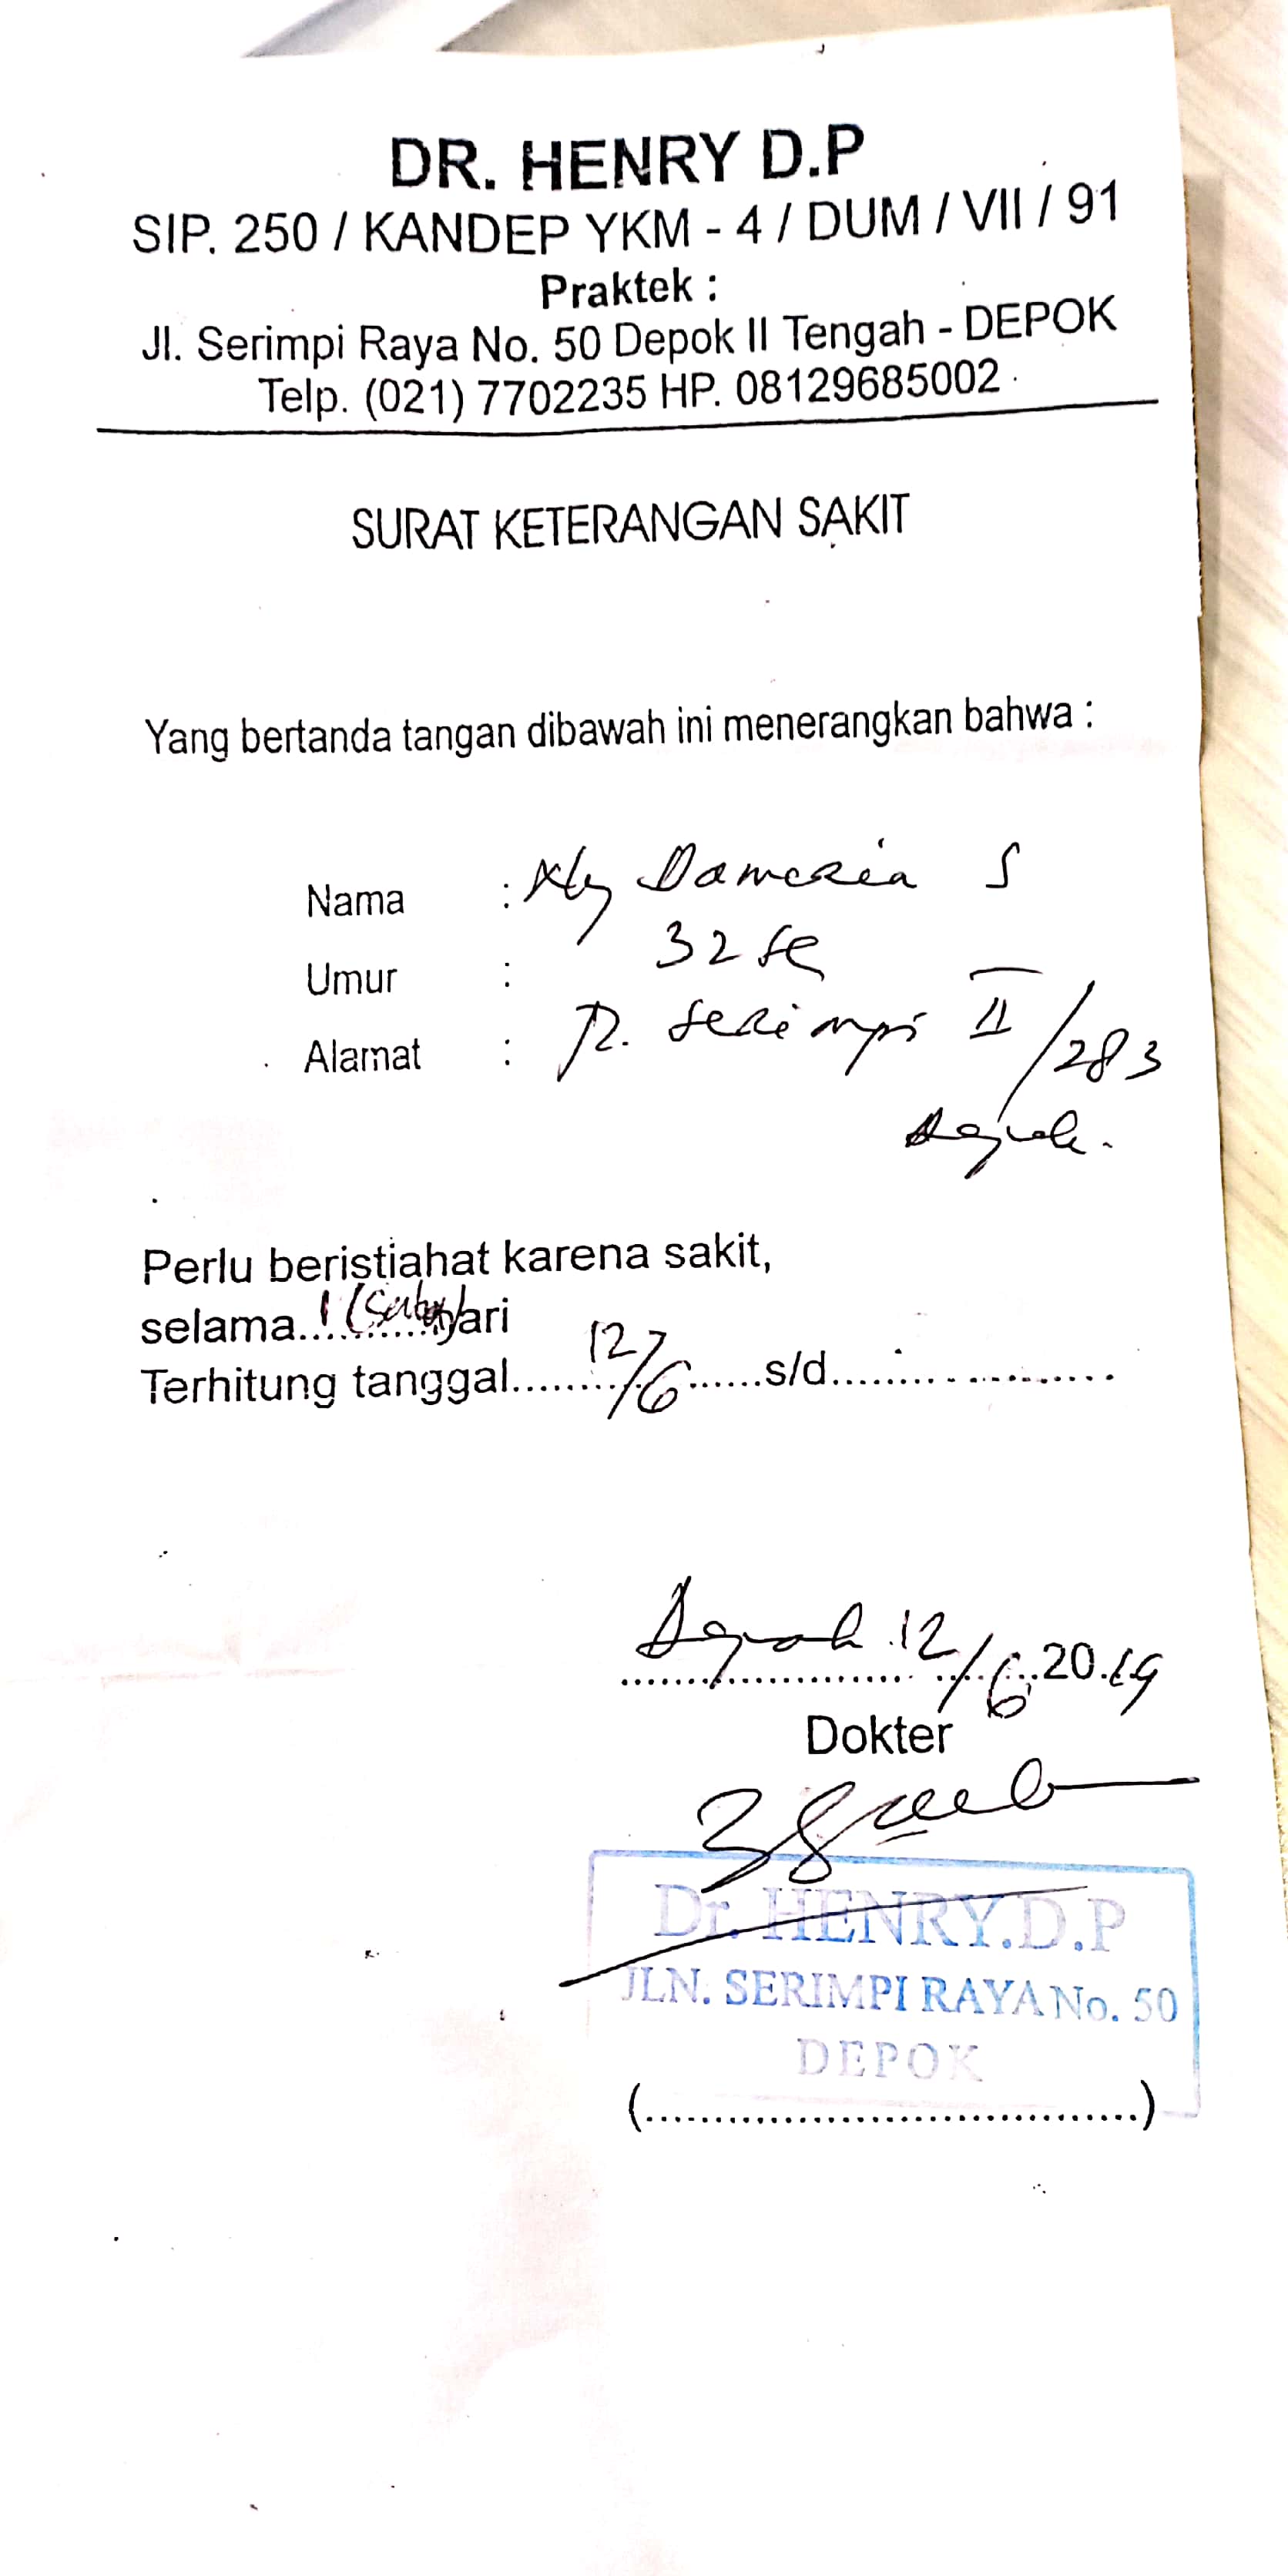 DR. HENRY D.P
SIP. 250 / KANDEP YKM - 4 / DUM / VII / 91
Praktek :
Jl. Serimpi Raya No. 50 Depok II Tengah - DEPOK
Telp. (021) 7702235 HP. 08129685002
SURAT KETERANGAN SAKIT
Yang bertanda tangan dibawah ini menerangkan bahwa :
Nama : Dameria S
Umur : 32
Alamat : Jl. Serimpi II /283
Depok.
Perlu beristiahat karena sakit,
selama..1 (satu) hari
Terhitung tanggal........12/6......s/d....................
Depok 12/6 2019
Dokter
Dr. HENRY.D.P
JLN. SERIMPI RAYA No. 50
DEPOK
(....................................)